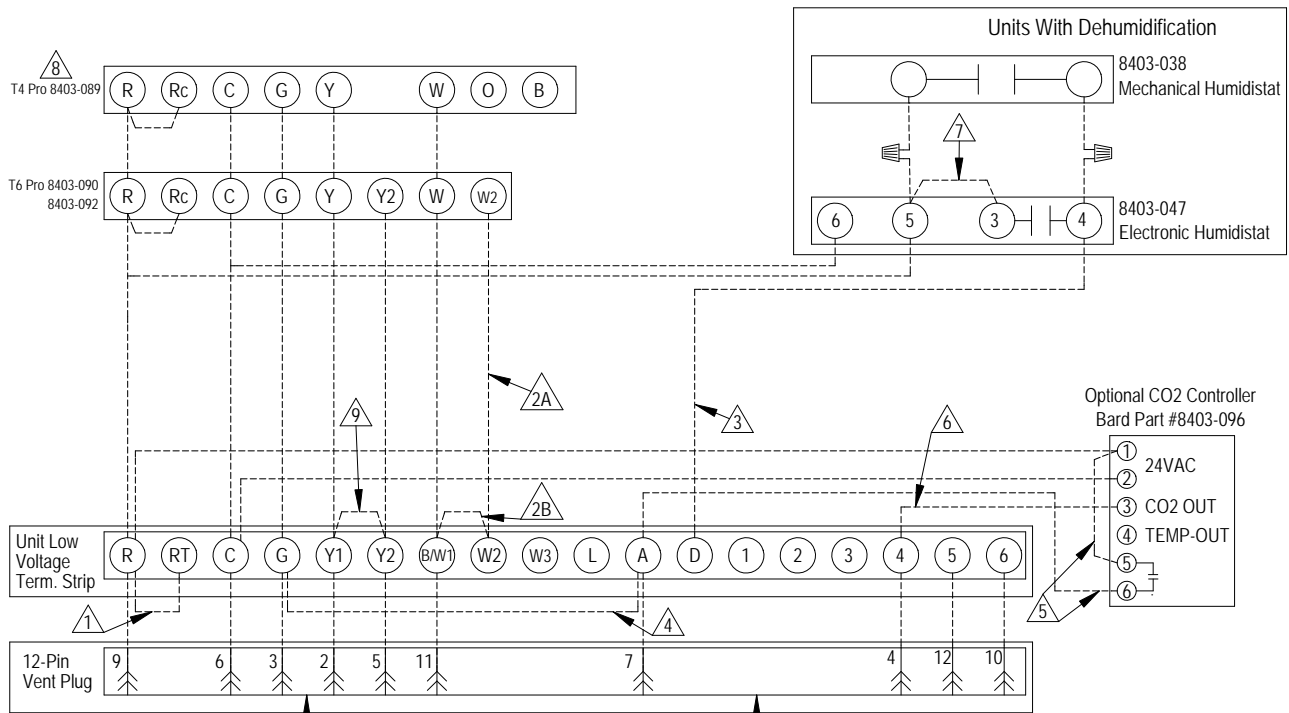 Units With Dehumidification
8403-038
Mechanical Humidistat
8
T4 Pro 8403-089
R Rc C G Y W O B
7
T6 Pro 8403-090
8403-092
R Rc C G Y Y2 W W2
6 5 3 4
8403-047
Electronic Humidistat
2A
9
3
6
Optional CO2 Controller
Bard Part #8403-096
1
24VAC
2
3 CO2 OUT
4 TEMP-OUT
5
6
5
2B
Unit Low
Voltage
Term. Strip
R RT C G Y1 Y2 B/W1 W2 W3 L A D 1 2 3 4 5 6
1
4
12-Pin
Vent Plug
9 6 3 2 5 11 7 4 12 10